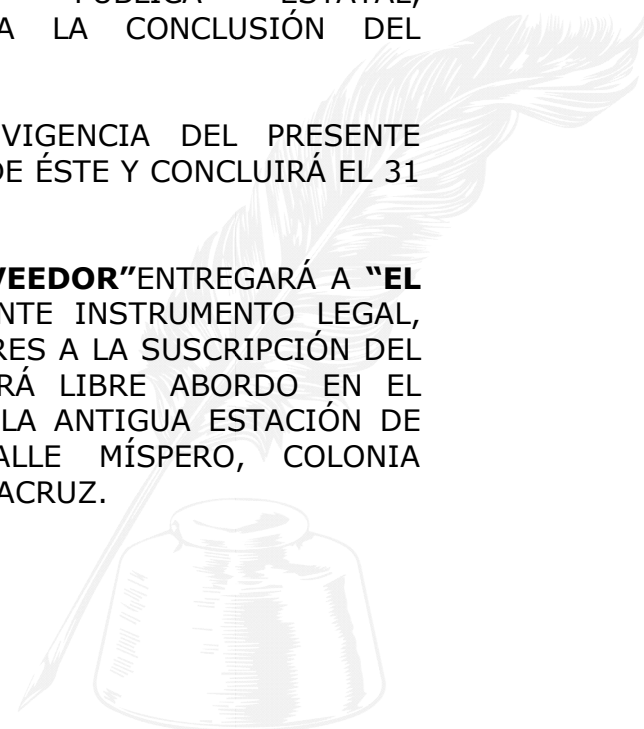 PÚBLICA ESTATAL,
A LA CONCLUSIÓN DEL
VIGENCIA DEL PRESENTE
DE ÉSTE Y CONCLUIRÁ EL 31
VEEDOR”ENTREGARÁ A “EL
NTE INSTRUMENTO LEGAL,
RES A LA SUSCRIPCIÓN DEL
RÁ LIBRE ABORDO EN EL
LA ANTIGUA ESTACIÓN DE
ALLE MÍSPERO, COLONIA
ACRUZ.